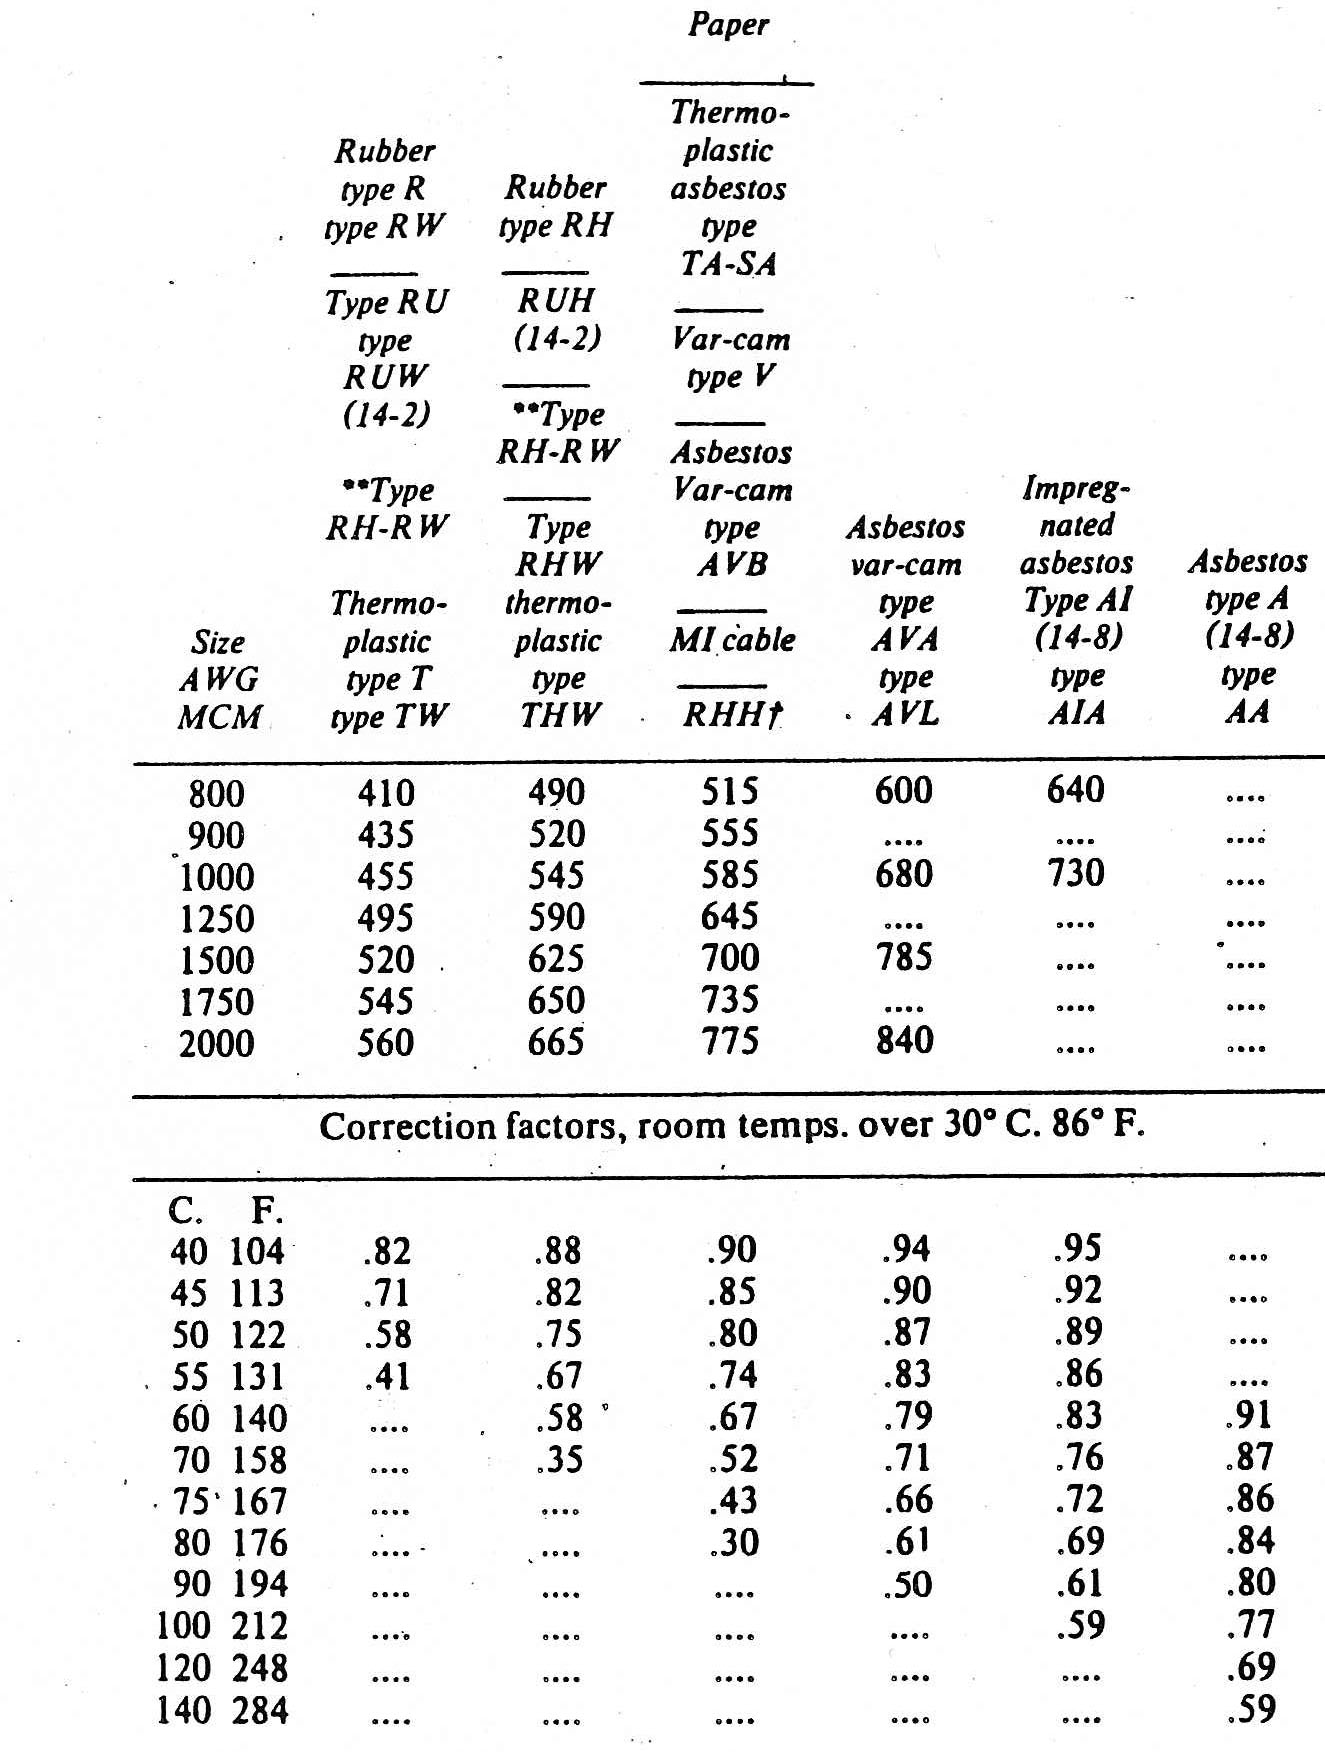 Paper
Thermo-
Rubber plastic
type R Rubber asbestos
type RW type RH type
TA-SA
Type RU RUH
type (14-2) Var-cam
RUW type V
(14-2) **Type
RH-RW Asbestos
**Type Var-cam Impreg-
RH-RW Type type Asbestos nated
RHW AVB var-cam asbestos Asbestos
Thermo- thermo- type Type AI type A
Size plastic plastic MI cable AVA (14-8) (14-8)
AWG type T type type type type
MCM type TW THW RHH† AVL AIA AA
800 410 490 515 600 640 ....
900 435 520 555 .... .... ....
1000 455 545 585 680 730 ....
1250 495 590 645 .... .... ....
1500 520 625 700 785 .... ....
1750 545 650 735 .... .... ....
2000 560 665 775 840 .... ....
Correction factors, room temps. over 30° C. 86° F.
C. F.
40 104 .82 .88 .90 .94 .95 ....
45 113 .71 .82 .85 .90 .92 ....
50 122 .58 .75 .80 .87 .89 ....
55 131 .41 .67 .74 .83 .86 ....
60 140 .... .58 .67 .79 .83 .91
70 158 .... .35 .52 .71 .76 .87
75 167 .... .... .43 .66 .72 .86
80 176 .... .... .30 .61 .69 .84
90 194 .... .... .... .50 .61 .80
100 212 .... .... .... .... .59 .77
120 248 .... .... .... .... .... .69
140 284 .... .... .... .... .... .59